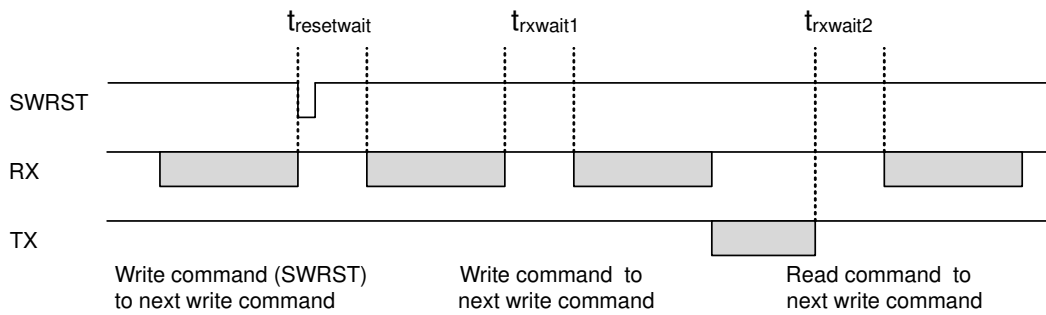 tresetwait
trxwait1
trxwait2
SWRST
RX
TX
Write command (SWRST)
to next write command
Write command to
next write command
Read command to
next write command